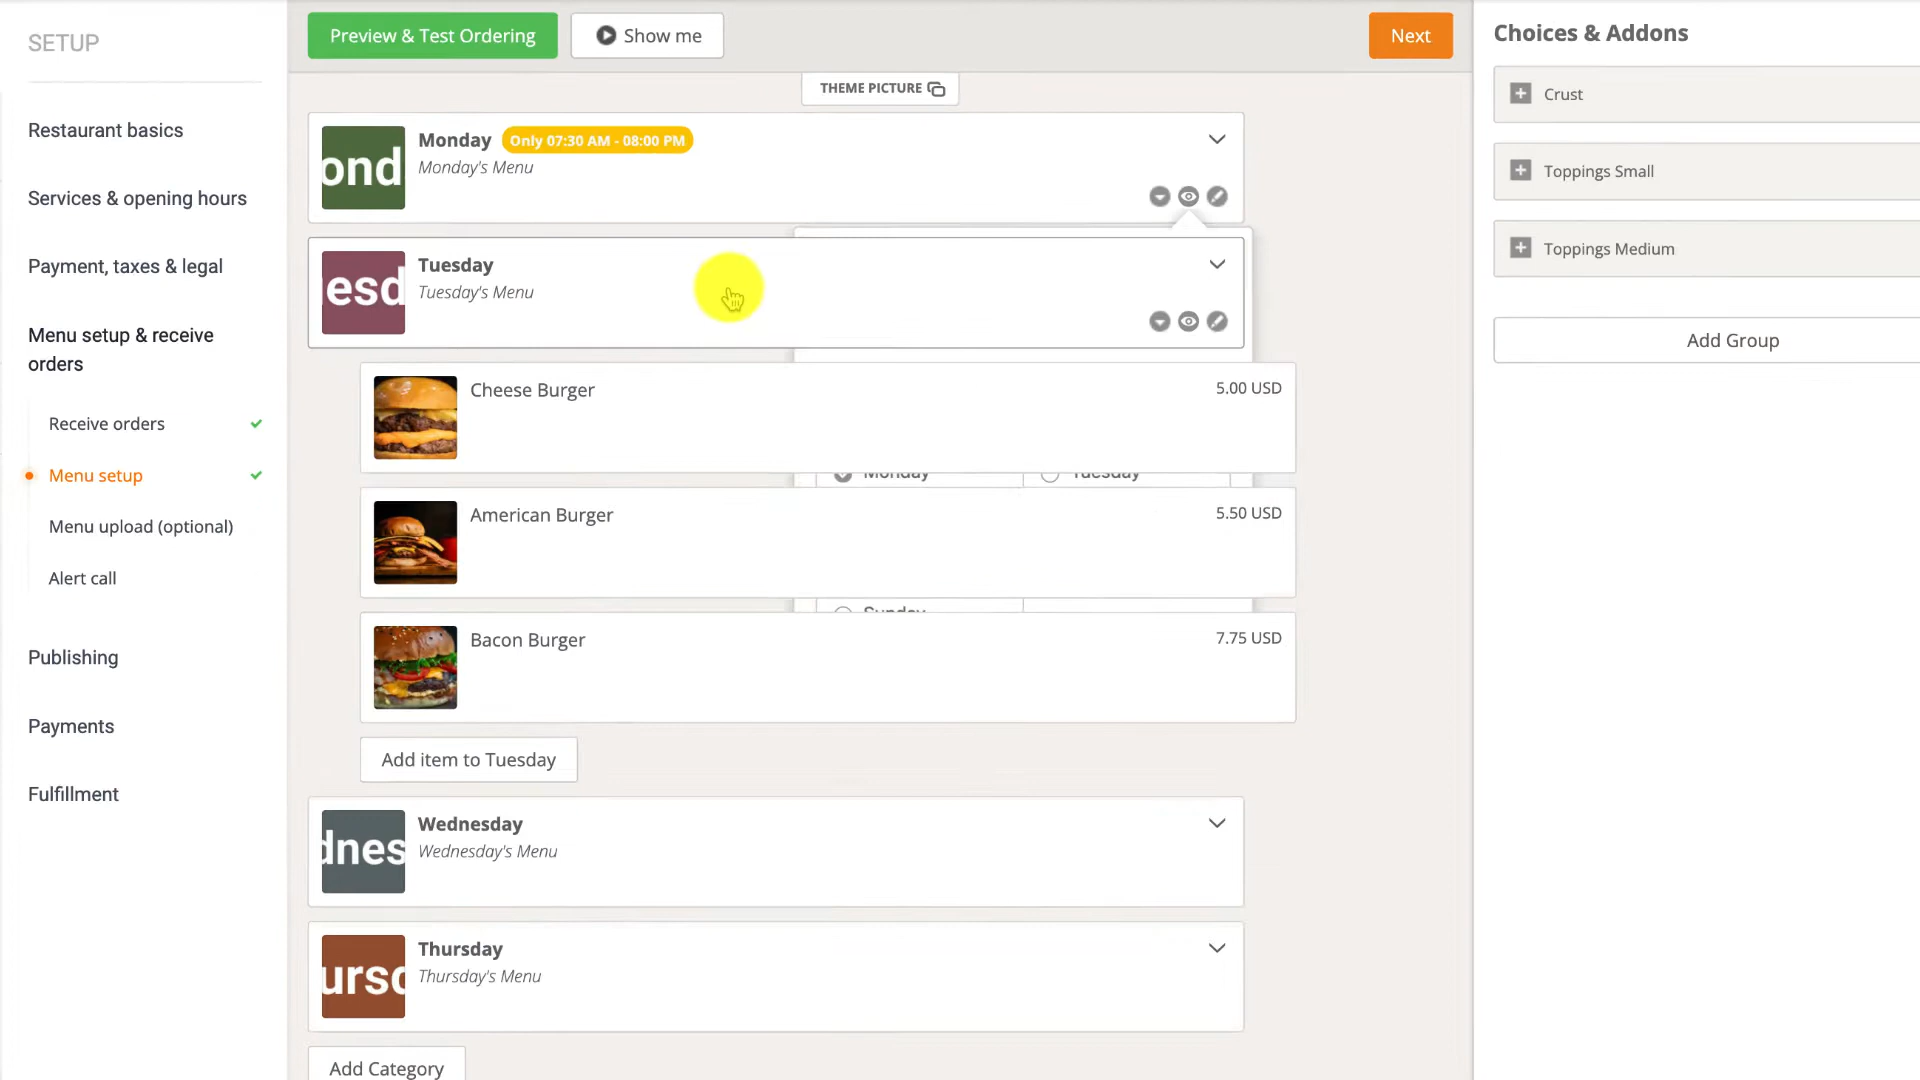 SETUP
Restaurant basics
Services & opening hours
Payment, taxes & legal
Menu setup & receive
orders
Receive orders
Menu setup
Menu upload (optional)
Alert call
Publishing
Payments
Fulfillment
Preview & Test Ordering
Show me
Next
THEME PICTURE
ond
Monday
Only 07:30 AM - 08:00 PM
Monday's Menu
esd
Tuesday
Tuesday's Menu
Cheese Burger
5.00 USD
Monday
Tuesday
American Burger
5.50 USD
Sunday
Bacon Burger
7.75 USD
Add item to Tuesday
dnes
Wednesday
Wednesday's Menu
ursd
Thursday
Thursday's Menu
Add Category
Choices & Addons
Crust
Toppings Small
Toppings Medium
Add Group